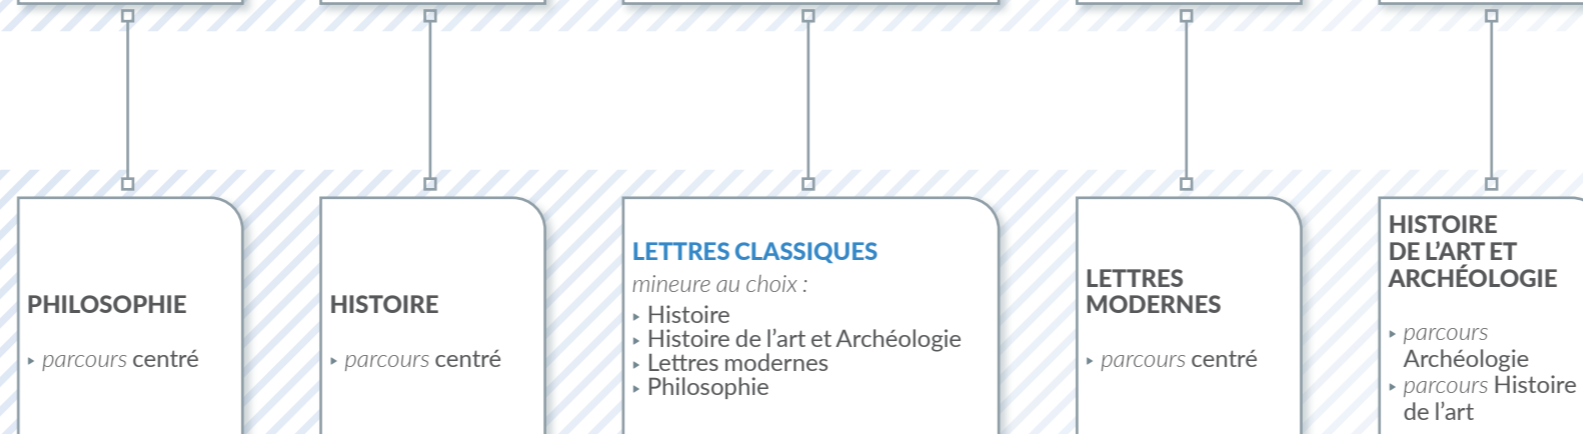 PHILOSOPHIE
▸ parcours centré
HISTOIRE
▸ parcours centré
LETTRES CLASSIQUES
mineure au choix :
▸ Histoire
▸ Histoire de l’art et Archéologie
▸ Lettres modernes
▸ Philosophie
LETTRES
MODERNES
▸ parcours centré
HISTOIRE
DE L’ART ET
ARCHÉOLOGIE
▸ parcours
Archéologie
▸ parcours Histoire
de l’art